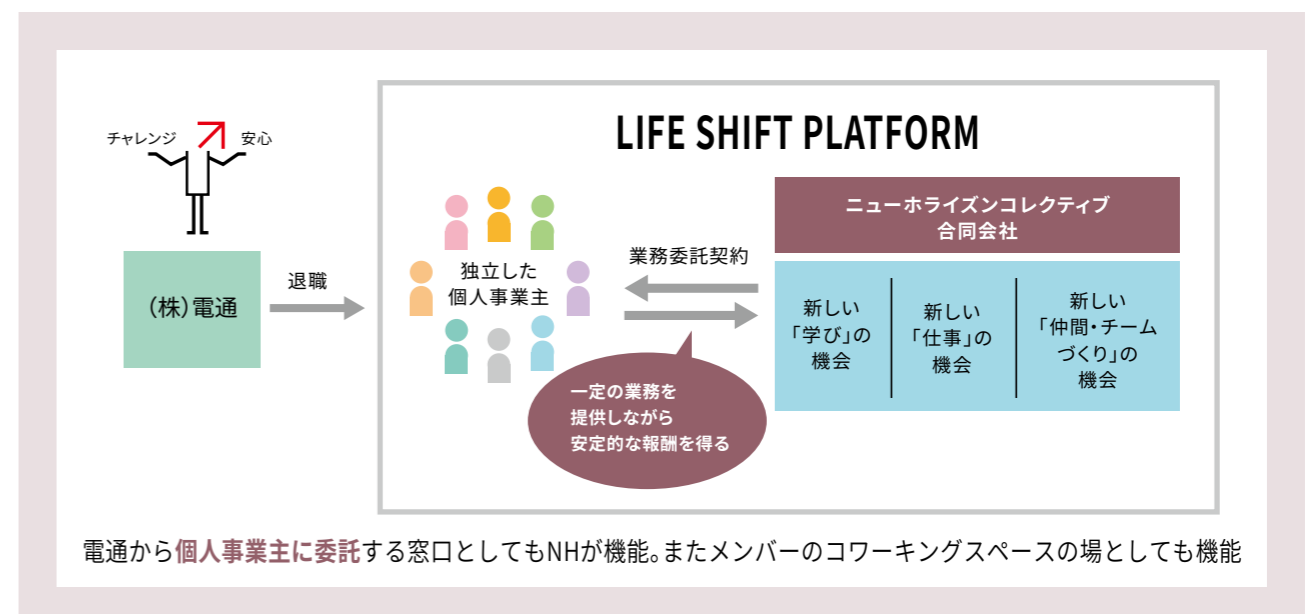 チャレンジ
安心
(株)電通
退職
LIFE SHIFT PLATFORM
独立した
個人事業主
業務委託契約
一定の業務を
提供しながら
安定的な報酬を得る
ニューホライズンコレクティブ
合同会社
新しい
「学び」の
機会
新しい
「仕事」の
機会
新しい
「仲間・チーム
づくり」の
機会
電通から個人事業主に委託する窓口としてもNHが機能。またメンバーのコワーキングスペースの場としても機能